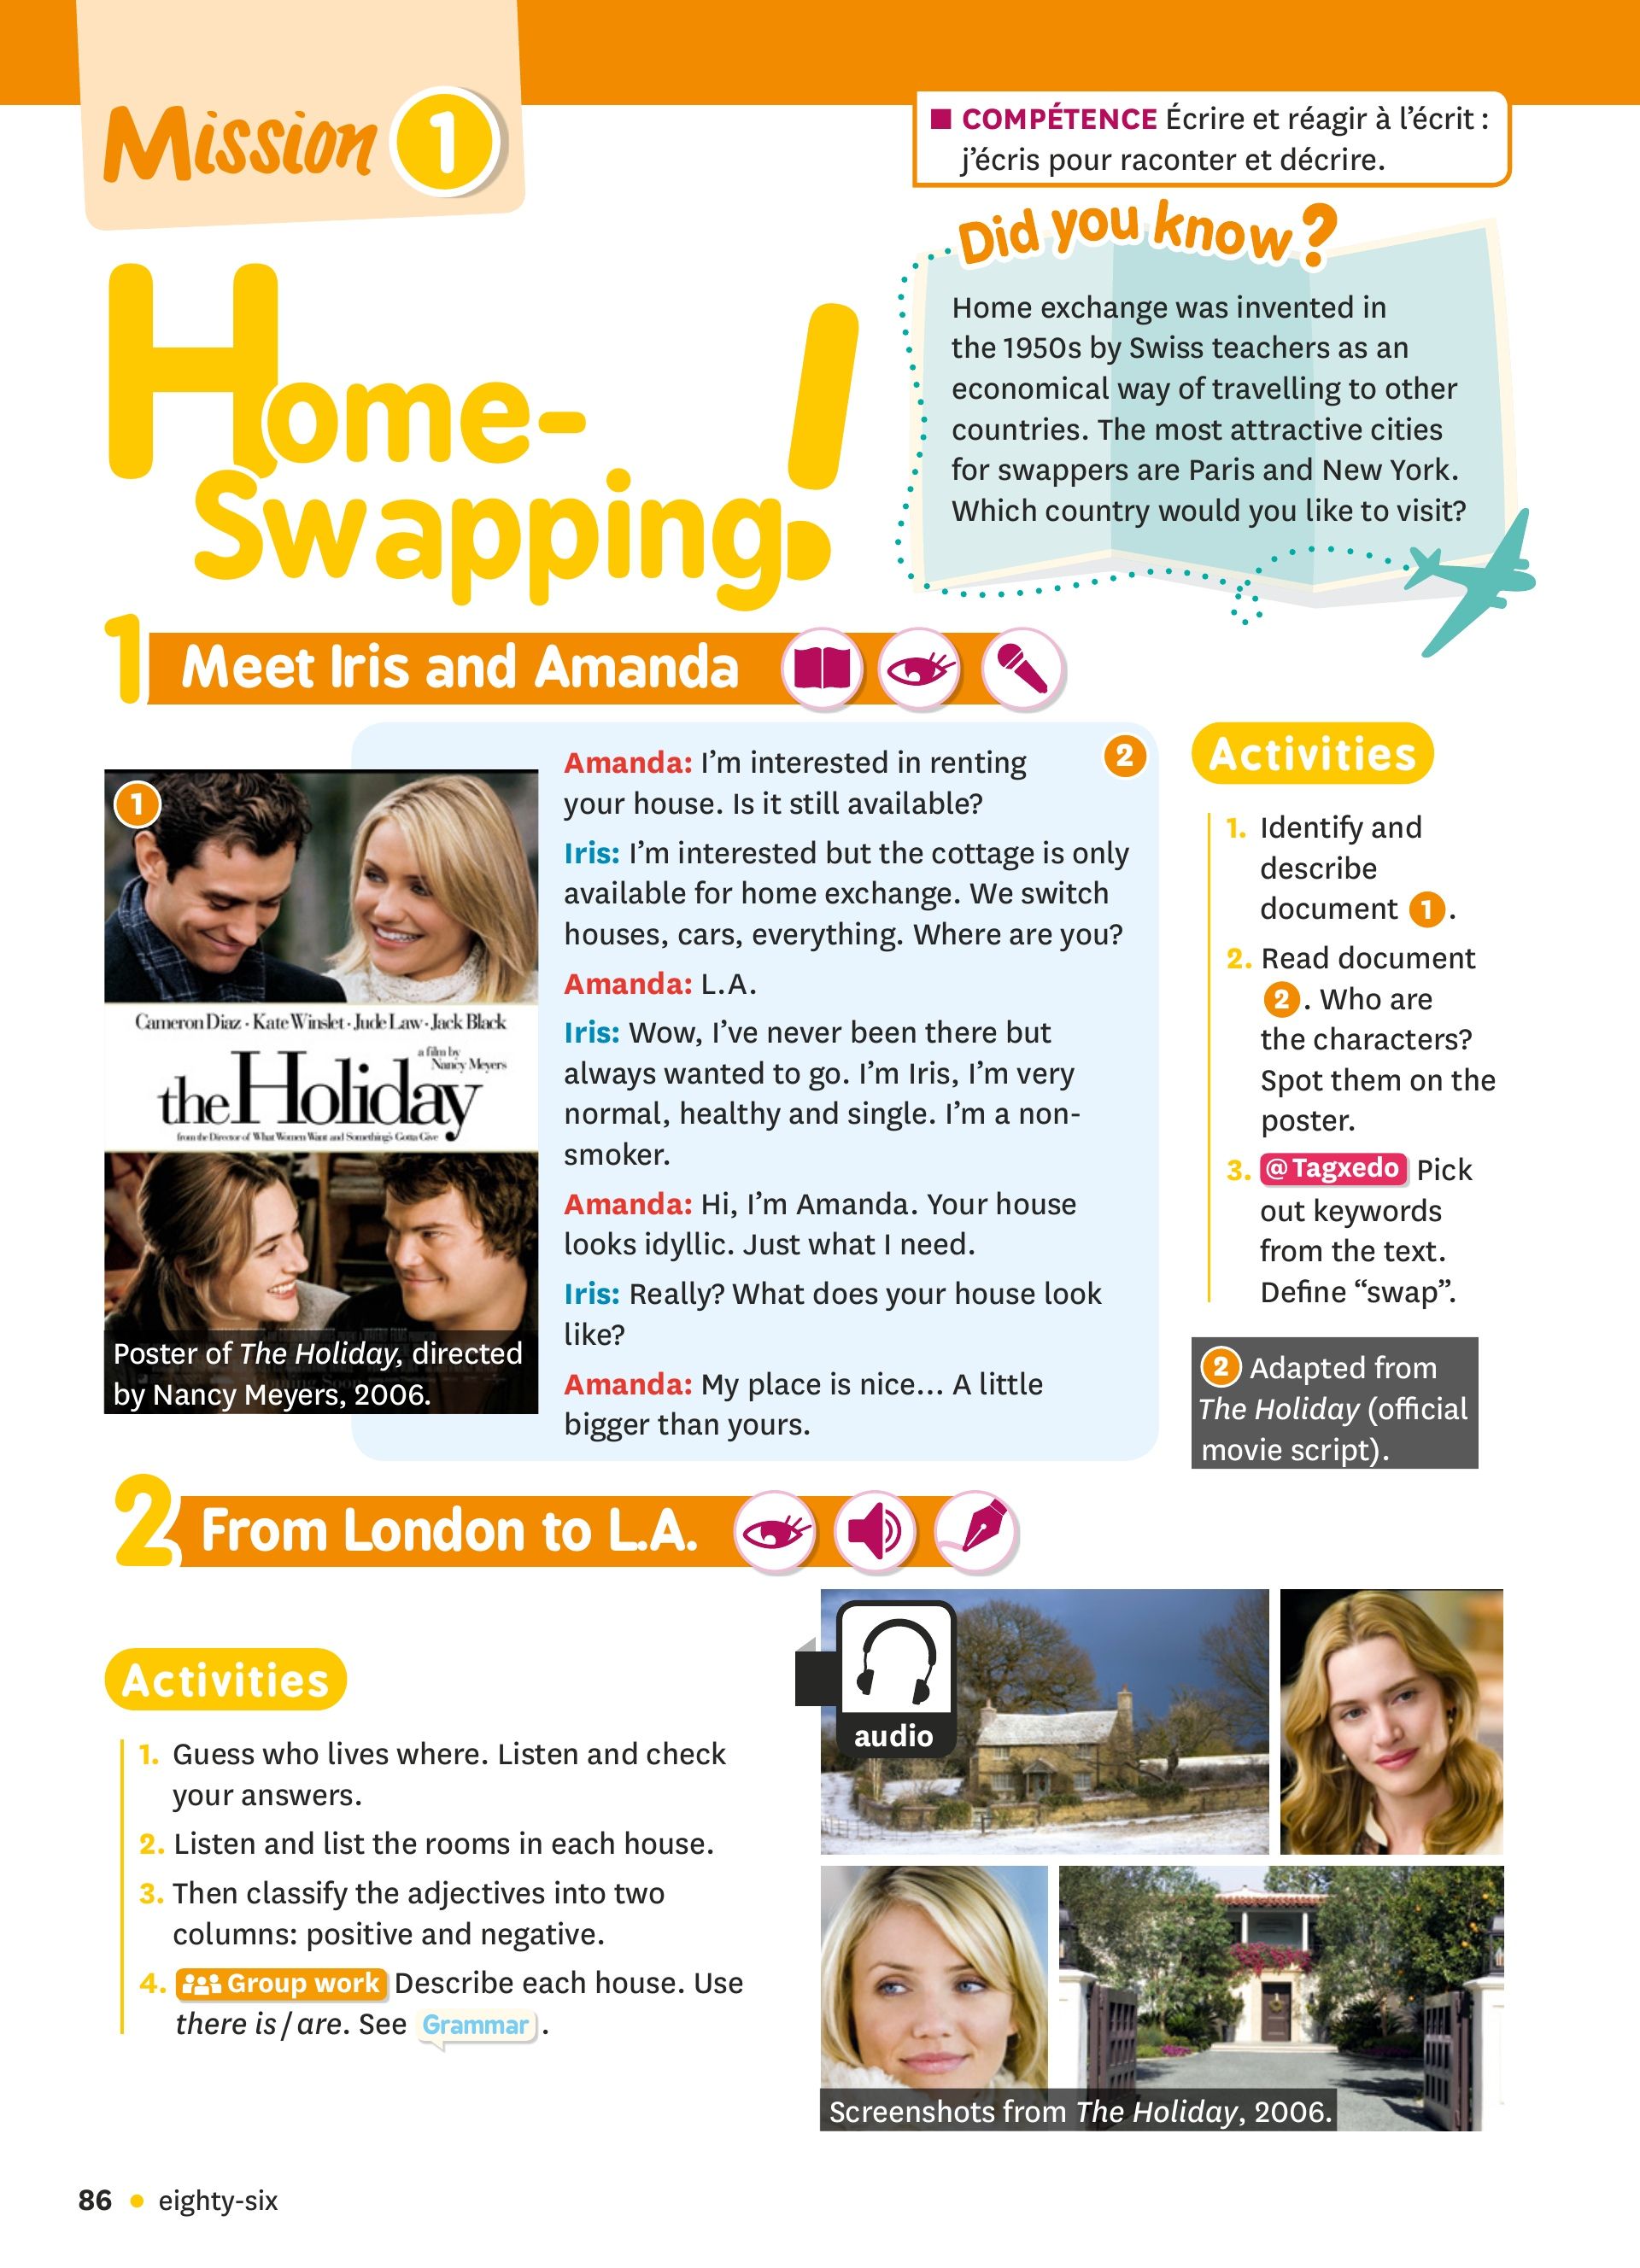 Mission 1
■ COMPÉTENCE Écrire et réagir à l'écrit :
j'écris pour raconter et décrire.
Did you know?
Home exchange was invented in
the 1950s by Swiss teachers as an
economical way of travelling to other
countries. The most attractive cities
for swappers are Paris and New York.
Which country would you like to visit?
Home-
Swapping!
1 Meet Iris and Amanda
1
Cameron Diaz · Kate Winslet · Jude Law · Jack Black
a film by
Nancy Meyers
the Holiday
from the Director of What Women Want and Something's Gotta Give
Poster of The Holiday, directed
by Nancy Meyers, 2006.
2
Amanda: I'm interested in renting
your house. Is it still available?
Iris: I'm interested but the cottage is only
available for home exchange. We switch
houses, cars, everything. Where are you?
Amanda: L.A.
Iris: Wow, I've never been there but
always wanted to go. I'm Iris, I'm very
normal, healthy and single. I'm a non-
smoker.
Amanda: Hi, I'm Amanda. Your house
looks idyllic. Just what I need.
Iris: Really? What does your house look
like?
Amanda: My place is nice... A little
bigger than yours.
Activities
1. Identify and
describe
document 1.
2. Read document
2. Who are
the characters?
Spot them on the
poster.
3. @Tagxedo Pick
out keywords
from the text.
Define “swap”.
2 Adapted from
The Holiday (official
movie script).
2 From London to L.A.
Activities
1. Guess who lives where. Listen and check
your answers.
2. Listen and list the rooms in each house.
3. Then classify the adjectives into two
columns: positive and negative.
4. Group work Describe each house. Use
there is / are. See Grammar.
audio
Screenshots from The Holiday, 2006.
86 • eighty-six